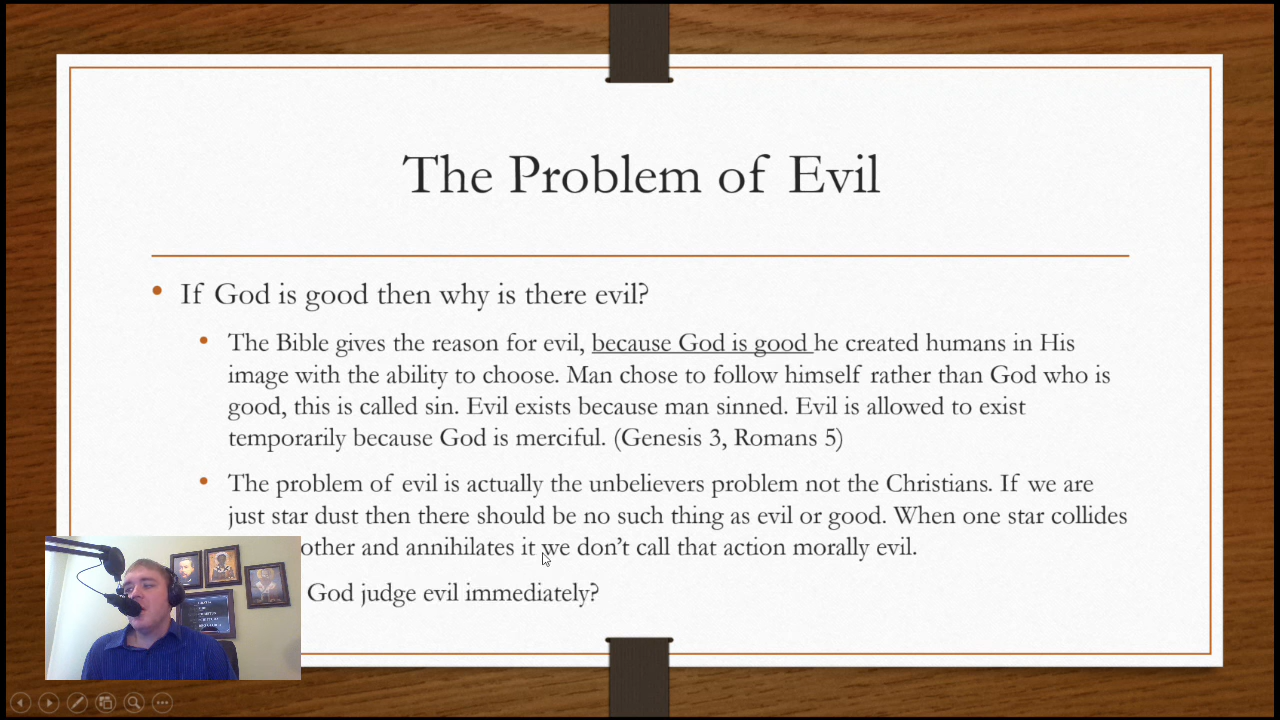 The Problem of Evil
If God is good then why is there evil?
The Bible gives the reason for evil, because God is good he created humans in His
image with the ability to choose. Man chose to follow himself rather than God who is
good, this is called sin. Evil exists because man sinned. Evil is allowed to exist
temporarily because God is merciful. (Genesis 3, Romans 5)
The problem of evil is actually the unbelievers problem not the Christians. If we are
just star dust then there should be no such thing as evil or good. When one star collides
other and annihilates it we don’t call that action morally evil.
God judge evil immediately?